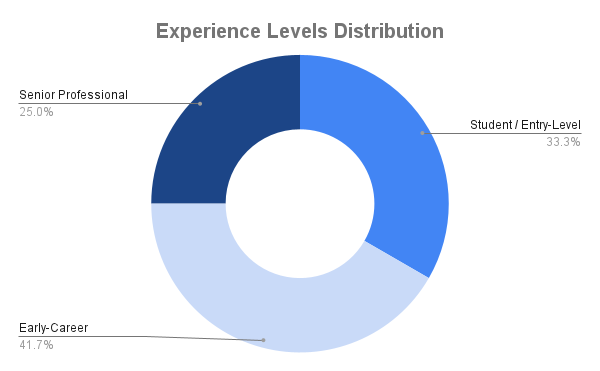 Experience Levels Distribution
Senior Professional
25.0%
Student / Entry-Level
33.3%
Early-Career
41.7%